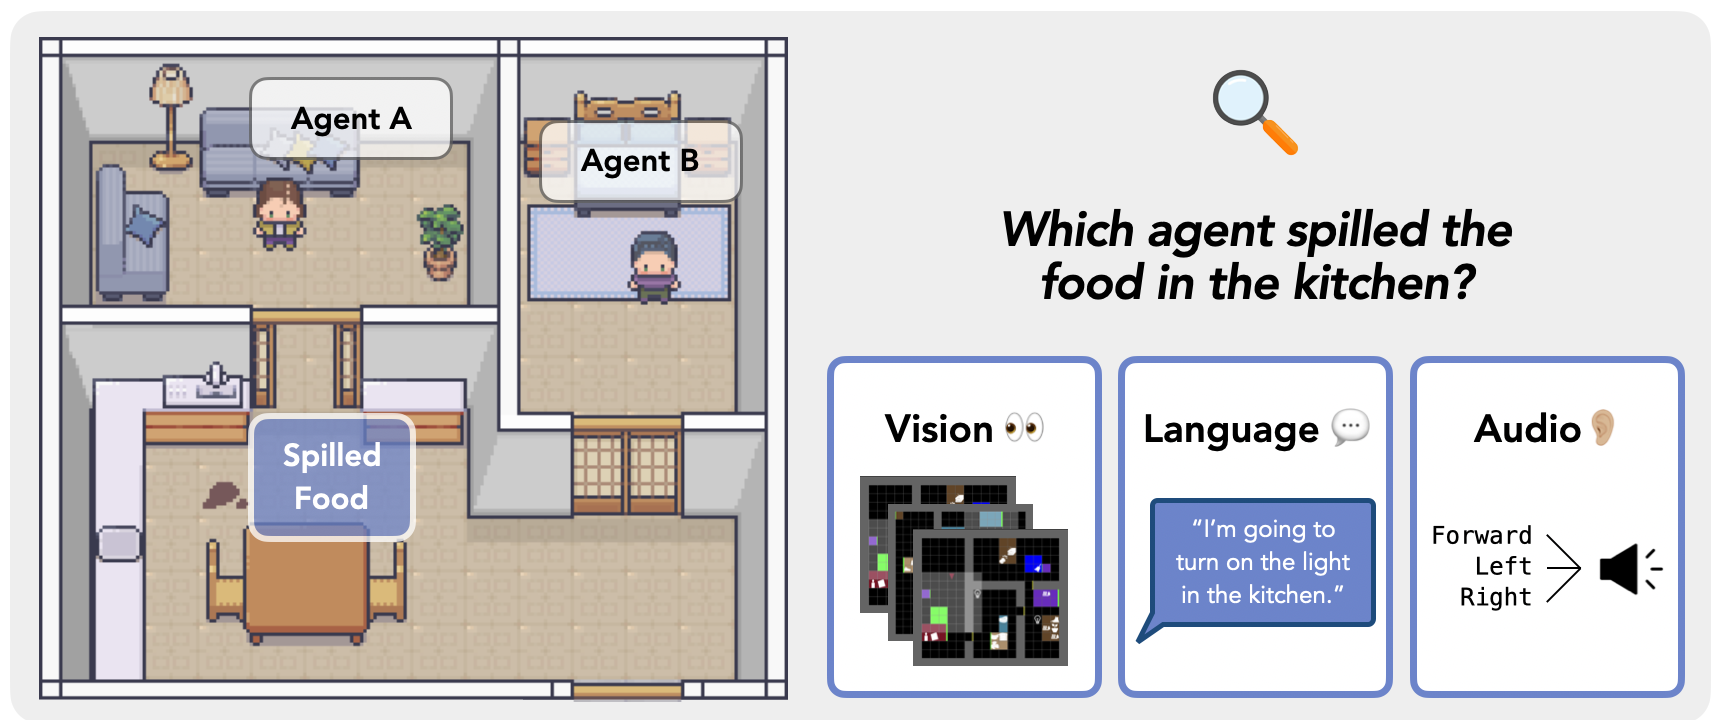 Agent A
Agent B
Spilled
Food
Which agent spilled the
food in the kitchen?
Vision
Language
Audio
“I’m going to
turn on the light
in the kitchen.”
Forward
Left
Right